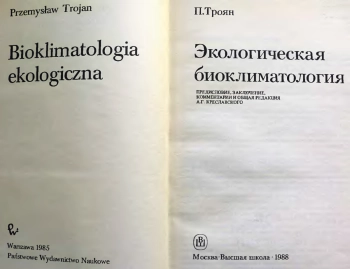 Przemysław Trojan
Bioklimatologia
ekologiczna
Warszawa 1985
Państwowe Wydawnictwo Naukowe
П. Троян
Экологическая
биоклиматология
ПРЕДИСЛОВИЕ, ЗАКЛЮЧЕНИЕ,
КОММЕНТАРИИ И ОБЩАЯ РЕДАКЦИЯ
А.Г. КРЕСЛАВСКОГО
Москва · Высшая школа · 1988